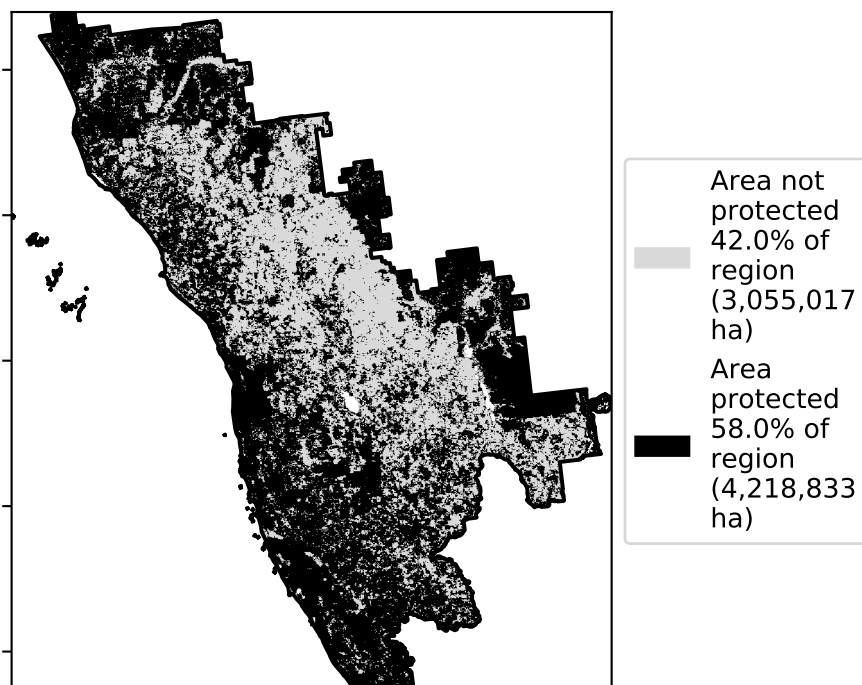 Area not
protected
42.0% of
region
(3,055,017
ha)
Area
protected
58.0% of
region
(4,218,833
ha)